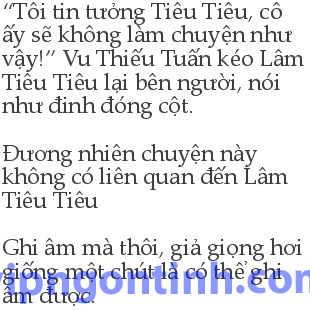 “Tôi tin tưởng Tiêu Tiêu, cô
ấy sẽ không làm chuyện như
vậy!” Vu Thiếu Tuấn kéo Lâm
Tiêu Tiêu lại bên người, nói
như đinh đóng cột.
Đương nhiên chuyện này
không có liên quan đến Lâm
Tiêu Tiêu
Ghi âm mà thôi, giả giọng hơi
giống một chút là có thể ghi
âm được.
ngontinh.com